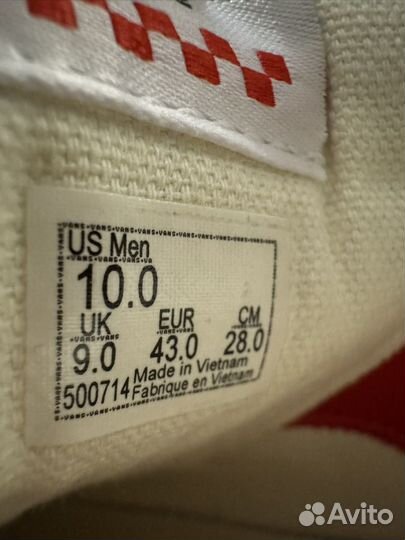 US Men
10.0
UK EUR CM
9.0 43.0 28.0
500714 Made in Vietnam
Fabrique en Vietnam
Avito